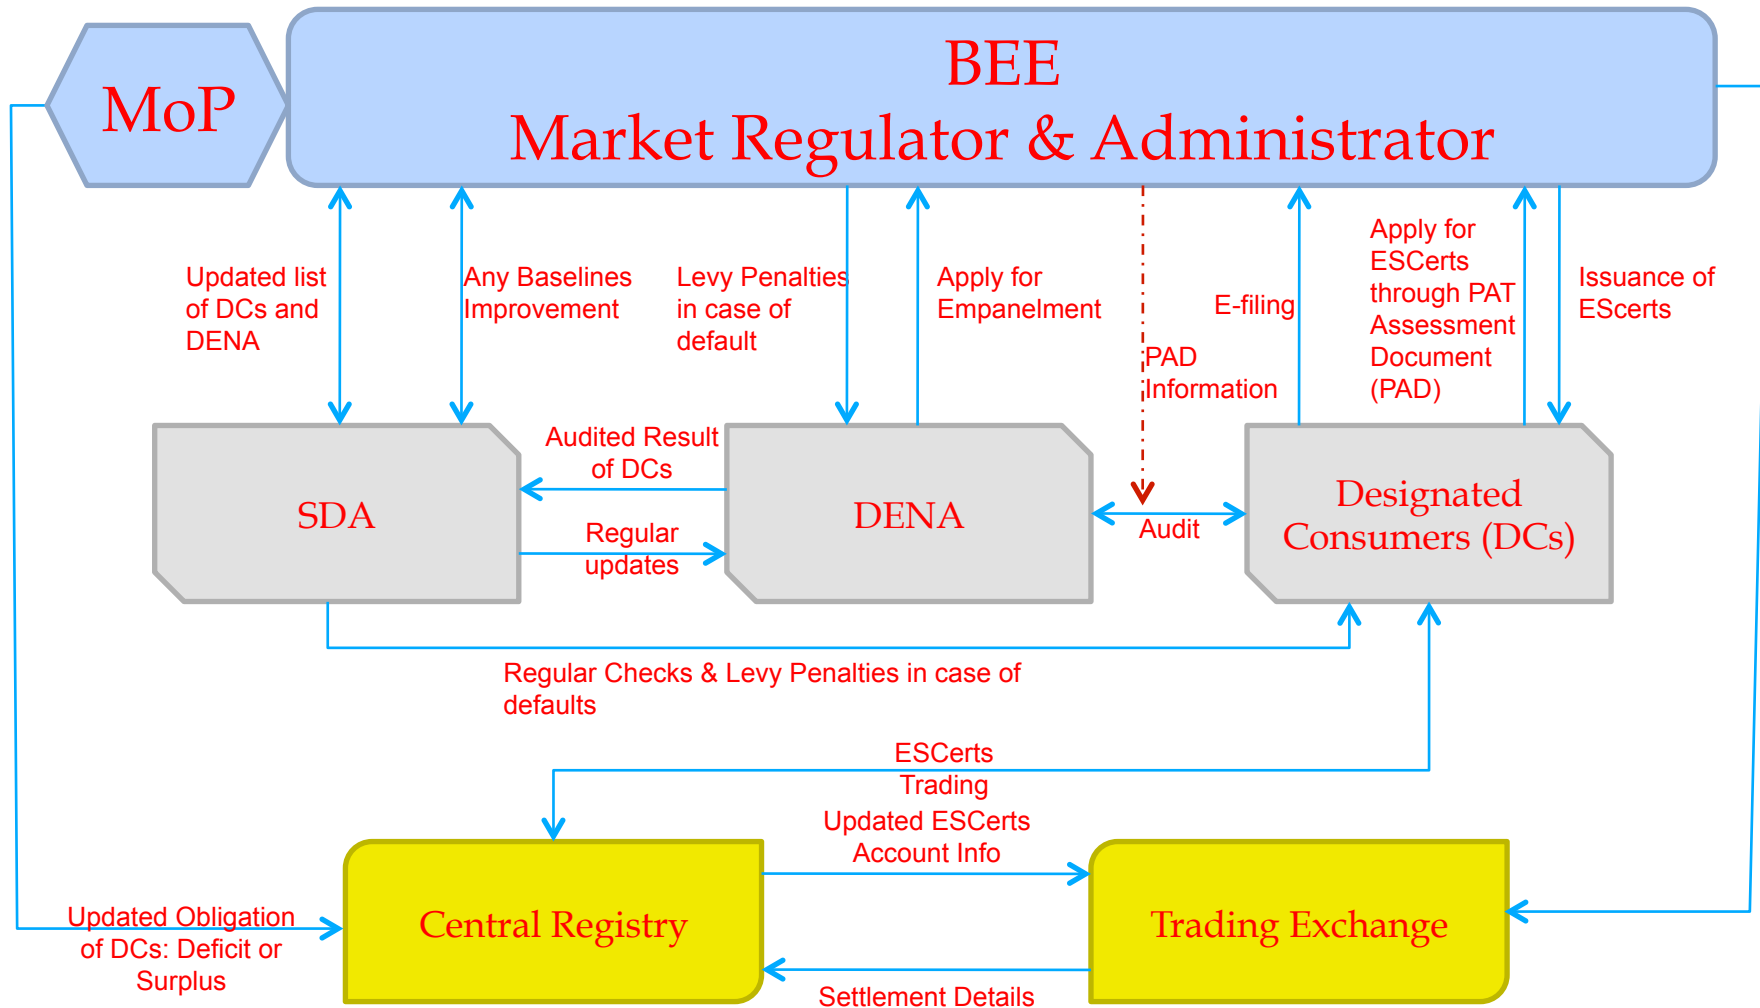 MoP
BEE
Market Regulator & Administrator
Updated list
of DCs and
DENA
Any Baselines
Improvement
Levy Penalties
in case of
default
Apply for
Empanelment
PAD
Information
E-filing
Apply for
ESCerts
through PAT
Assessment
Document
(PAD)
Issuance of
EScerts
SDA
Audited Result
of DCs
Regular
updates
DENA
Audit
Designated
Consumers (DCs)
Regular Checks & Levy Penalties in case of
defaults
ESCerts
Trading
Updated ESCerts
Account Info
Updated Obligation
of DCs: Deficit or
Surplus
Central Registry
Trading Exchange
Settlement Details